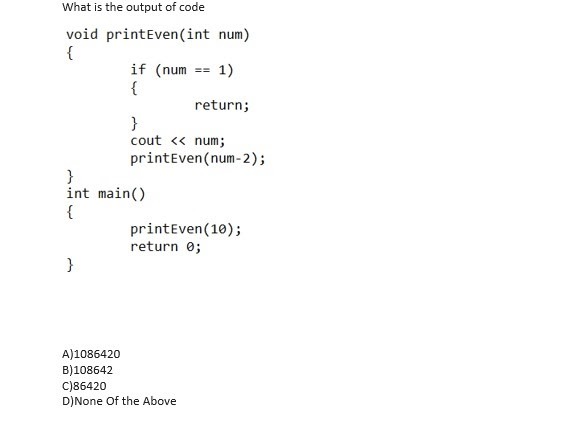 What is the output of code
void printEven(int num)
{
if (num == 1)
{
return;
}
cout << num;
printEven(num-2);
}
int main()
{
printEven(10);
return 0;
}
A)1086420
B)108642
C)86420
D)None Of the Above